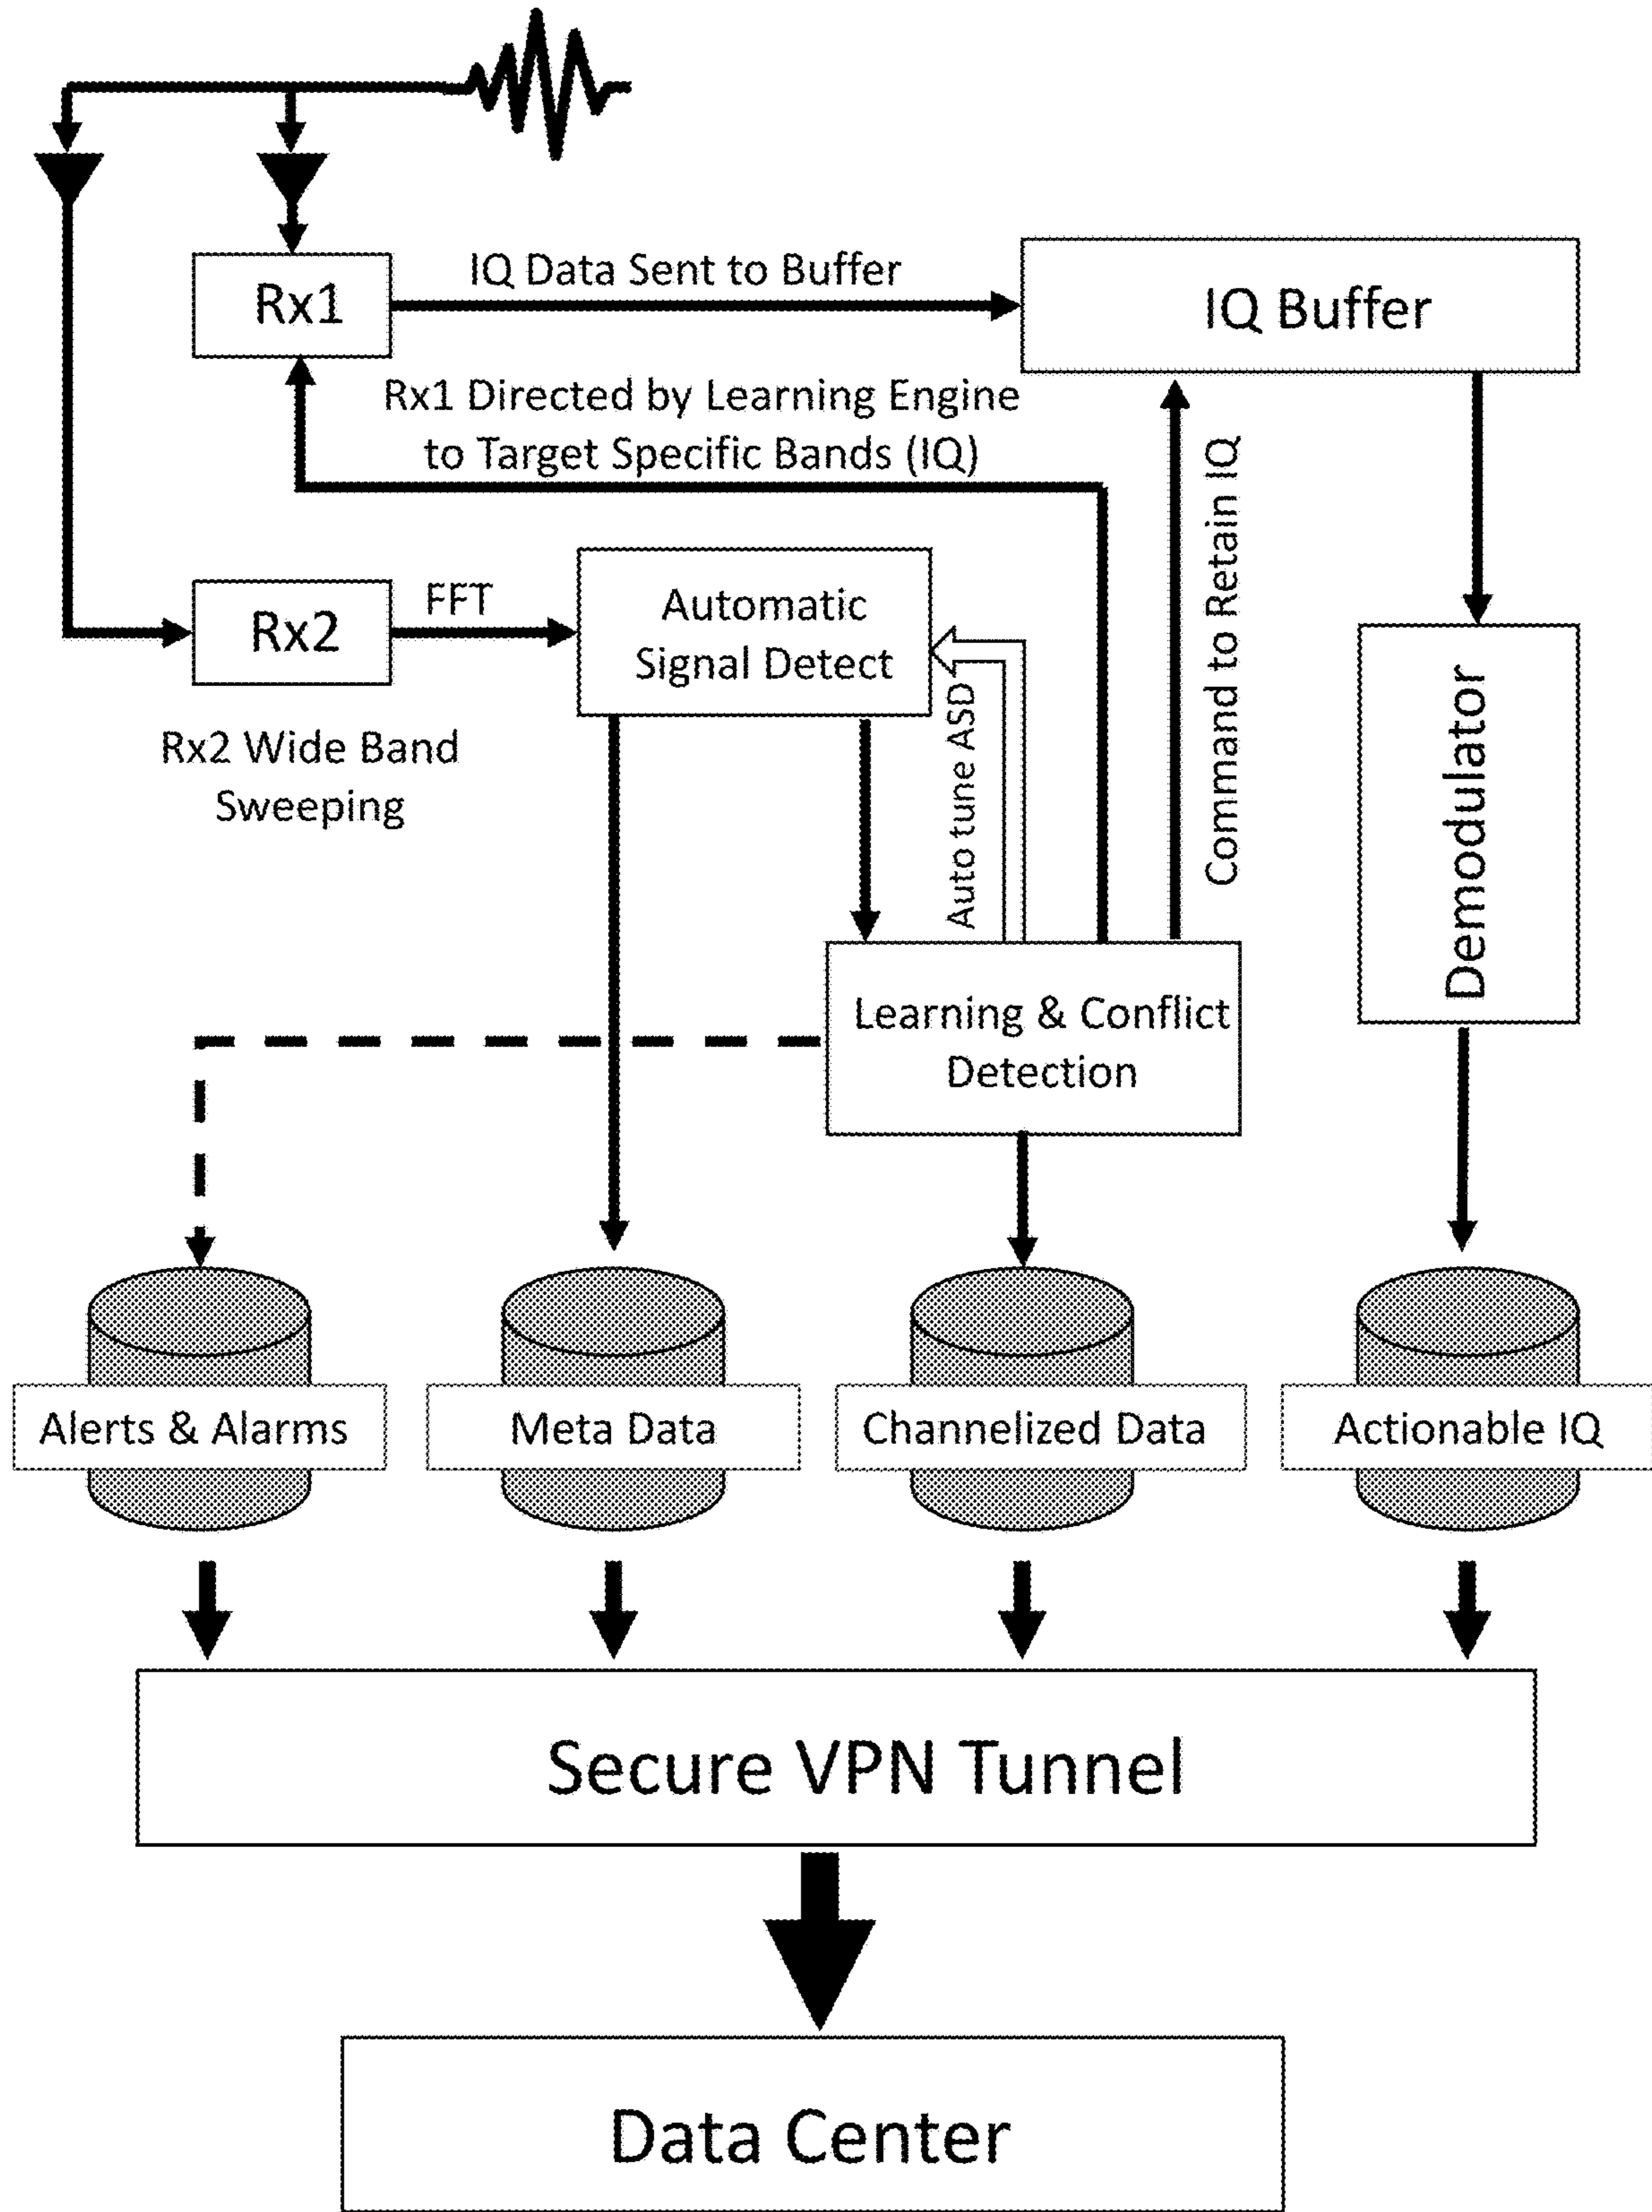 Rx1
IQ Data Sent to Buffer
IQ Buffer
Rx1 Directed by Learning Engine
to Target Specific Bands (IQ)
Command to Retain IQ
Rx2
FFT
Automatic
Signal Detect
Rx2 Wide Band
Sweeping
Auto tune ASD
Demodulator
Learning & Conflict
Detection
Alerts & Alarms
Meta Data
Channelized Data
Actionable IQ
Secure VPN Tunnel
Data Center